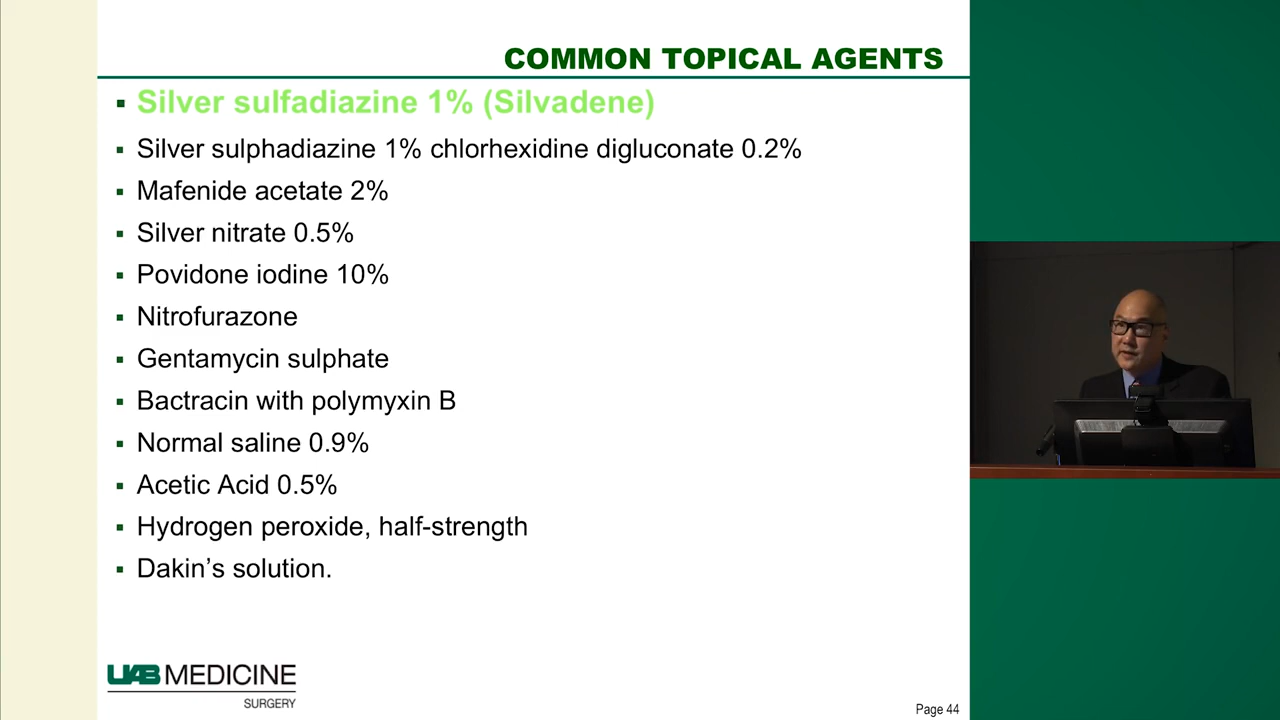 COMMON TOPICAL AGENTS
▪ Silver sulfadiazine 1% (Silvadene)
▪ Silver sulphadiazine 1% chlorhexidine digluconate 0.2%
▪ Mafenide acetate 2%
▪ Silver nitrate 0.5%
▪ Povidone iodine 10%
▪ Nitrofurazone
▪ Gentamycin sulphate
▪ Bactracin with polymyxin B
▪ Normal saline 0.9%
▪ Acetic Acid 0.5%
▪ Hydrogen peroxide, half-strength
▪ Dakin’s solution.
UAB MEDICINE
SURGERY
Page 44